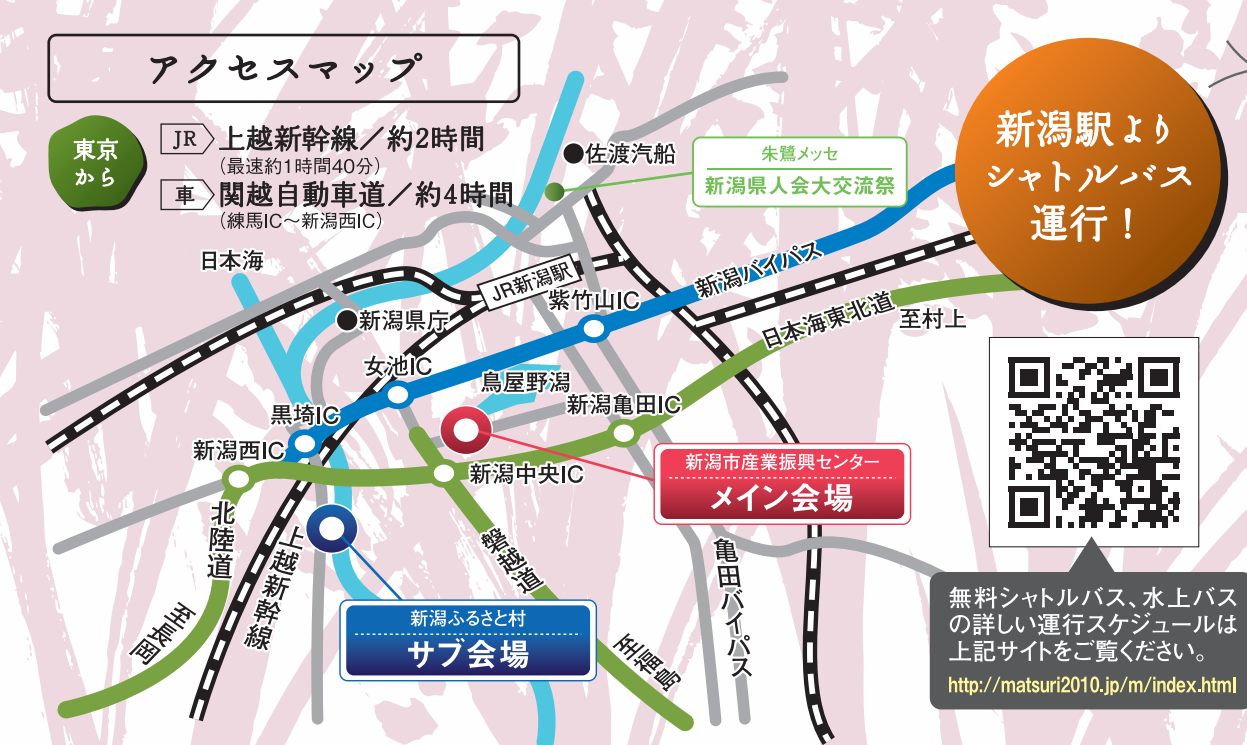 アクセスマップ
東京
から
JR 上越新幹線／約2時間
(最速約1時間40分)
車 関越自動車道／約4時間
(練馬IC〜新潟西IC)
新潟駅より
シャトルバス
運行！
佐渡汽船
朱鷺メッセ
新潟県人会大交流祭
日本海
JR新潟駅
紫竹山IC
新潟バイパス
日本海東北道
至村上
新潟県庁
女池IC
鳥屋野潟
新潟亀田IC
黒埼IC
新潟西IC
新潟中央IC
新潟市産業振興センター
メイン会場
北陸道
上越新幹線
磐越道
亀田バイパス
新潟ふるさと村
サブ会場
至長岡
至福島
無料シャトルバス、水上バス
の詳しい運行スケジュールは
上記サイトをご覧ください。
http://matsuri2010.jp/m/index.html